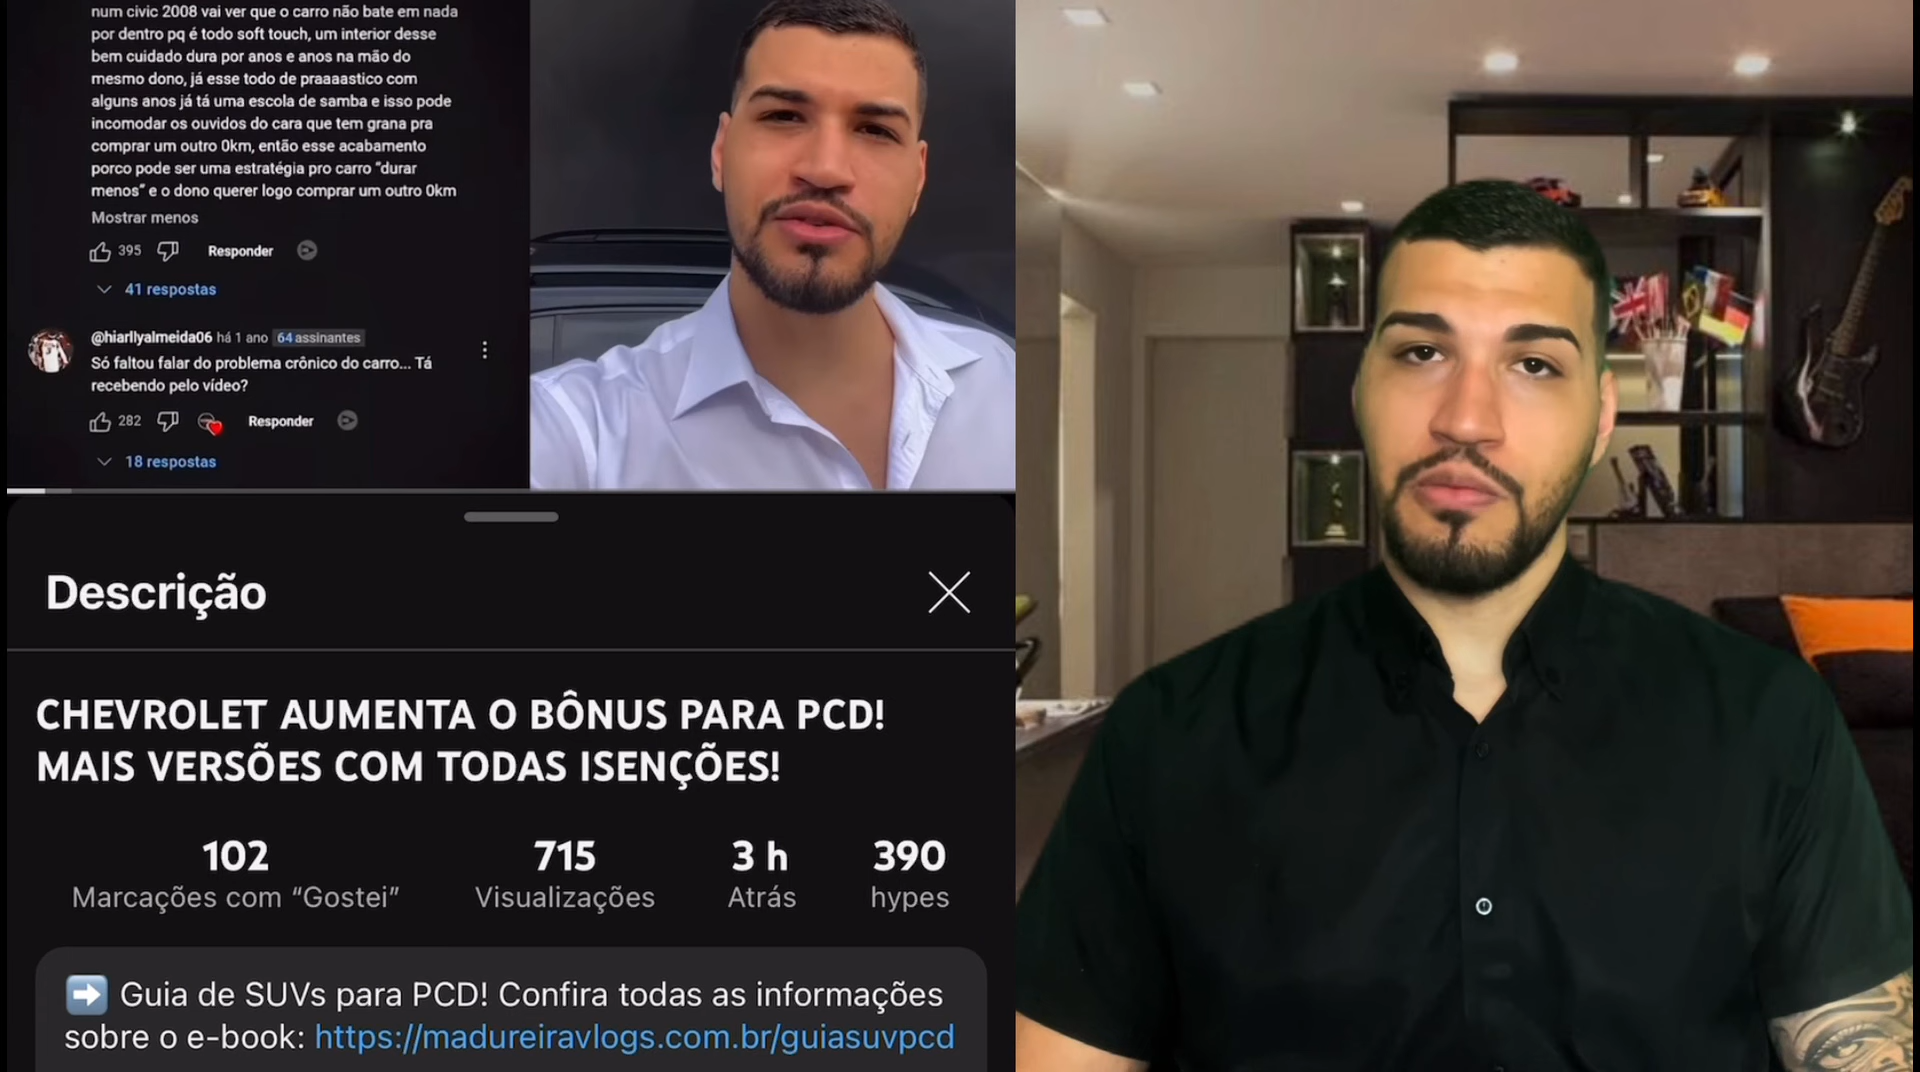 num civic 2008 vai ver que o carro não bate em nada
por dentro pq é todo soft touch, um interior desse
bem cuidado dura por anos e anos na mão do
mesmo dono, já esse todo de praaaastico com
alguns anos já tá uma escola de samba e isso pode
incomodar os ouvidos do cara que tem grana pra
comprar um outro 0km, então esse acabamento
porco pode ser uma estratégia pro carro “durar
menos” e o dono querer logo comprar um outro 0km
Mostrar menos
395 Responder
41 respostas
@hiarllyalmeida06 há 1 ano 64 assinantes
Só faltou falar do problema crônico do carro... Tá
recebendo pelo vídeo?
282 Responder
18 respostas
Descrição
CHEVROLET AUMENTA O BÔNUS PARA PCD!
MAIS VERSÕES COM TODAS ISENÇÕES!
102 715 3 h 390
Marcações com “Gostei” Visualizações Atrás hypes
➡️ Guia de SUVs para PCD! Confira todas as informações
sobre o e-book: https://madureiravlogs.com.br/guiasuvpcd